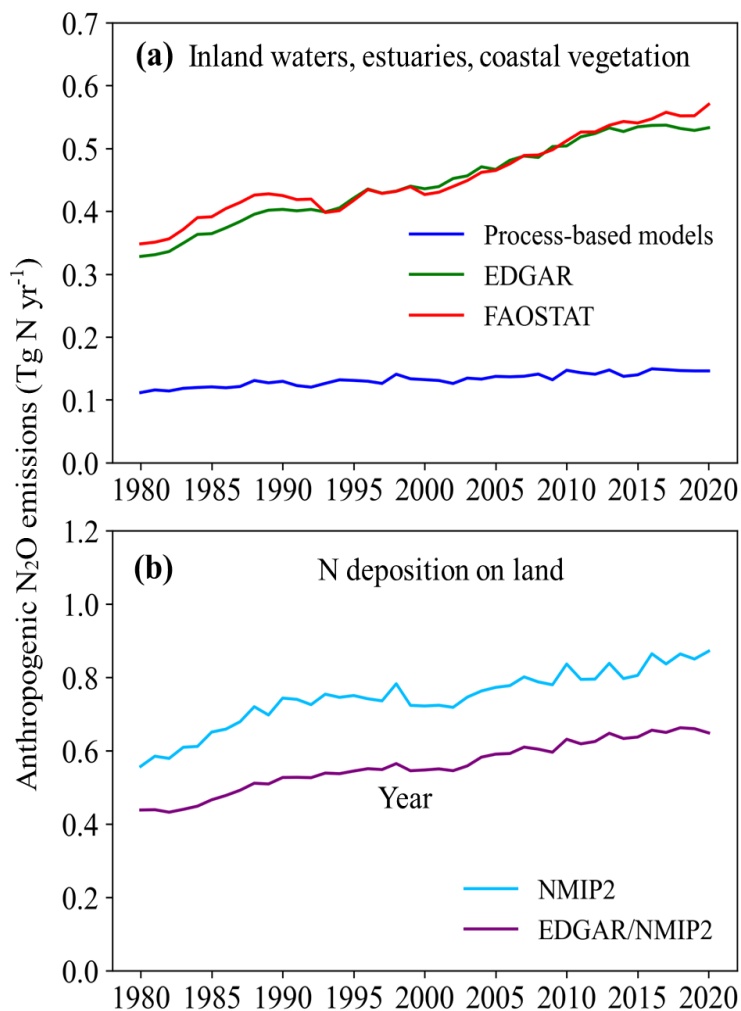 Anthropogenic N₂O emissions (Tg N yr⁻¹)
0.7
0.6
0.5
0.4
0.3
0.2
0.1
0.0
(a) Inland waters, estuaries, coastal vegetation
Process-based models
EDGAR
FAOSTAT
1980 1985 1990 1995 2000 2005 2010 2015 2020
1.2
1.0
0.8
0.6
0.4
0.2
0.0
(b) N deposition on land
Year
NMIP2
EDGAR/NMIP2
1980 1985 1990 1995 2000 2005 2010 2015 2020